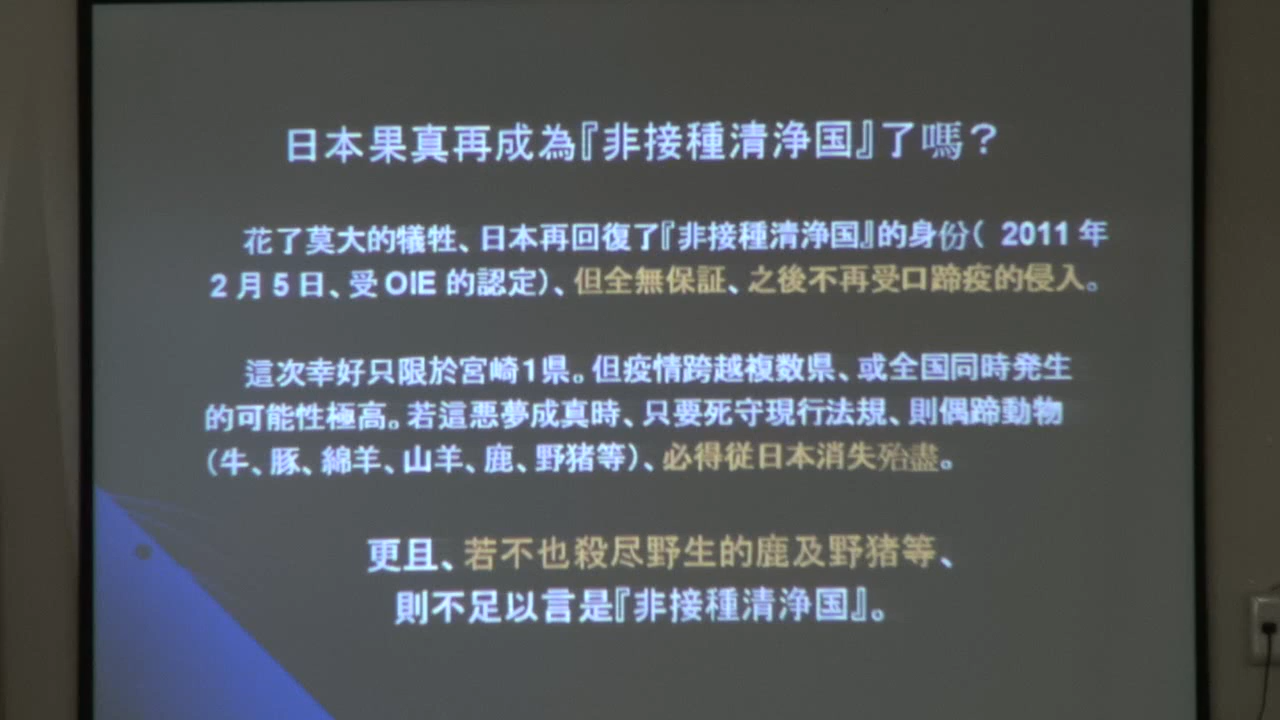 日本果真再成為『非接種清浄国』了嗎？
花了莫大的犠牲、日本再回復了『非接種清浄国』的身份（ 2011 年
2 月 5 日、受 OIE 的認定）、但全無保証、之後不再受口蹄疫的侵入。
這次幸好只限於宮崎1県。但疫情跨越複数県、或全国同時発生
的可能性極高。若這悪夢成真時、只要死守現行法規、則偶蹄動物
（牛、豚、綿羊、山羊、鹿、野猪等）、必得從日本消失殆盡。
更且、若不也殺尽野生的鹿及野猪等、
則不足以言是『非接種清浄国』。